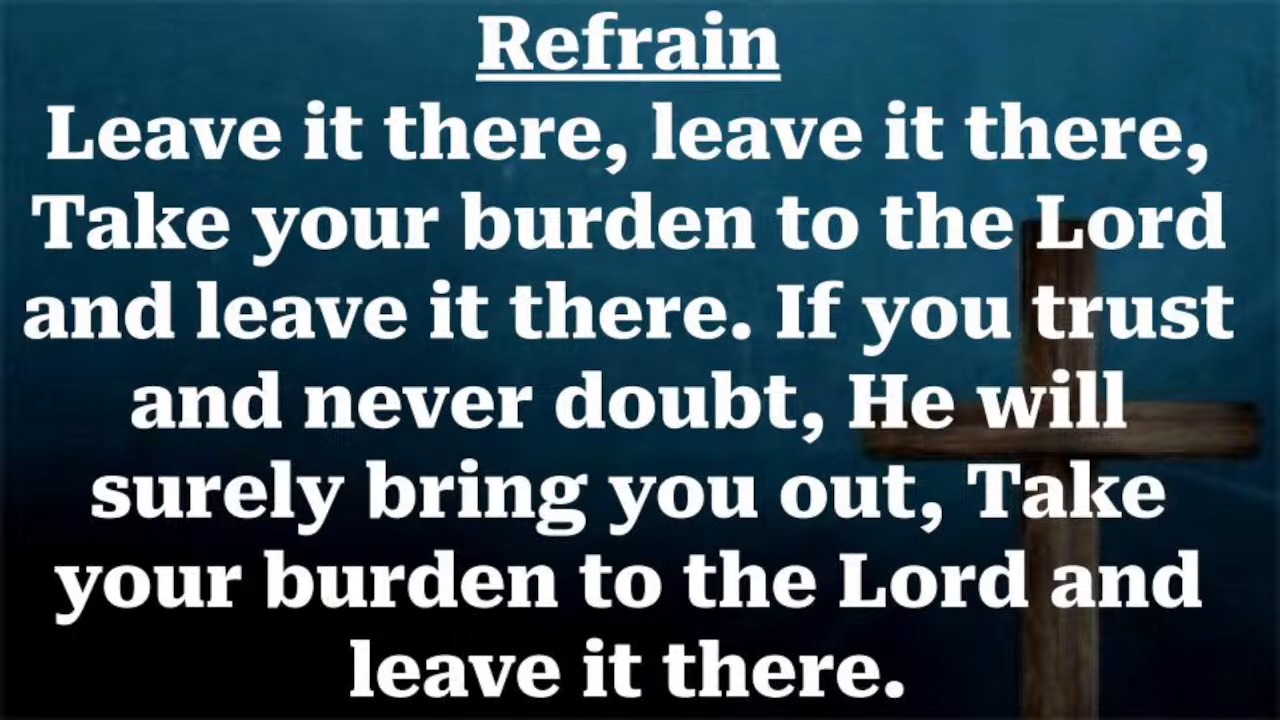 Refrain
Leave it there, leave it there,
Take your burden to the Lord
and leave it there. If you trust
and never doubt, He will
surely bring you out, Take
your burden to the Lord and
leave it there.